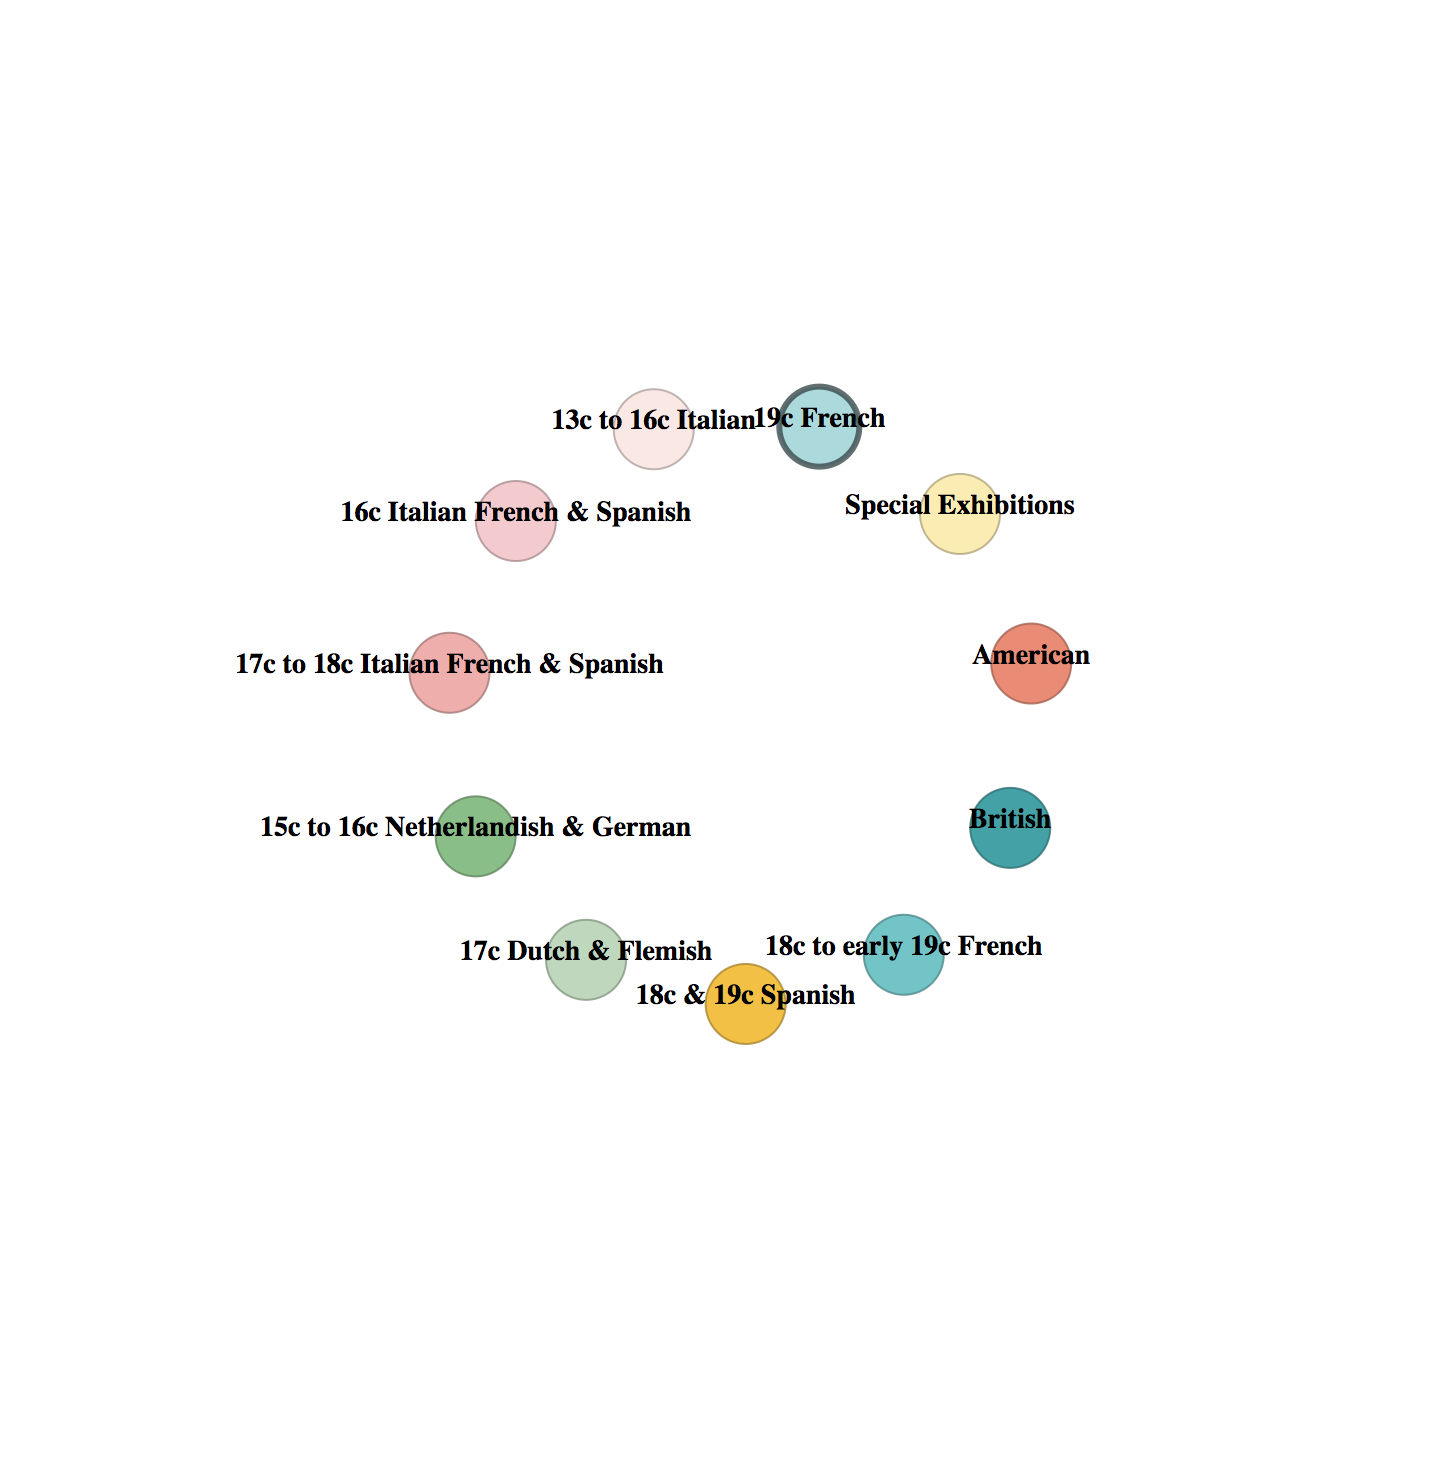 13c to 16c Italian
19c French
16c Italian French & Spanish
Special Exhibitions
17c to 18c Italian French & Spanish
American
15c to 16c Netherlandish & German
British
17c Dutch & Flemish
18c to early 19c French
18c & 19c Spanish